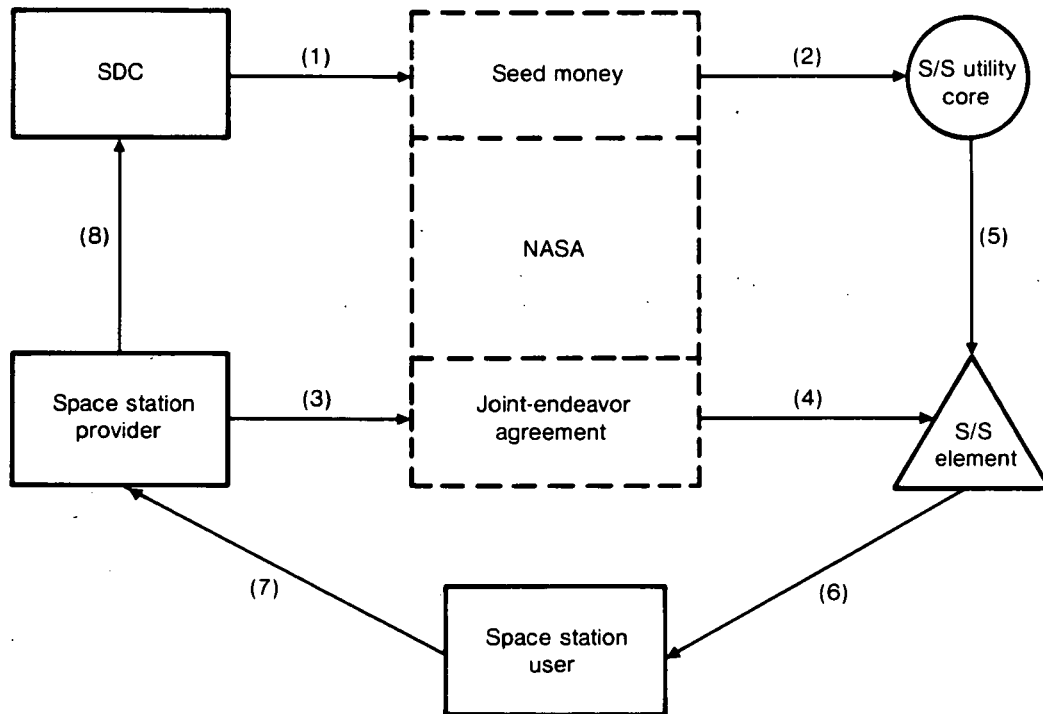 SDC
(1)
Seed money
(2)
S/S utility
core
(8)
NASA
(5)
Space station
provider
(3)
Joint-endeavor
agreement
(4)
S/S
element
(7)
(6)
Space station
user